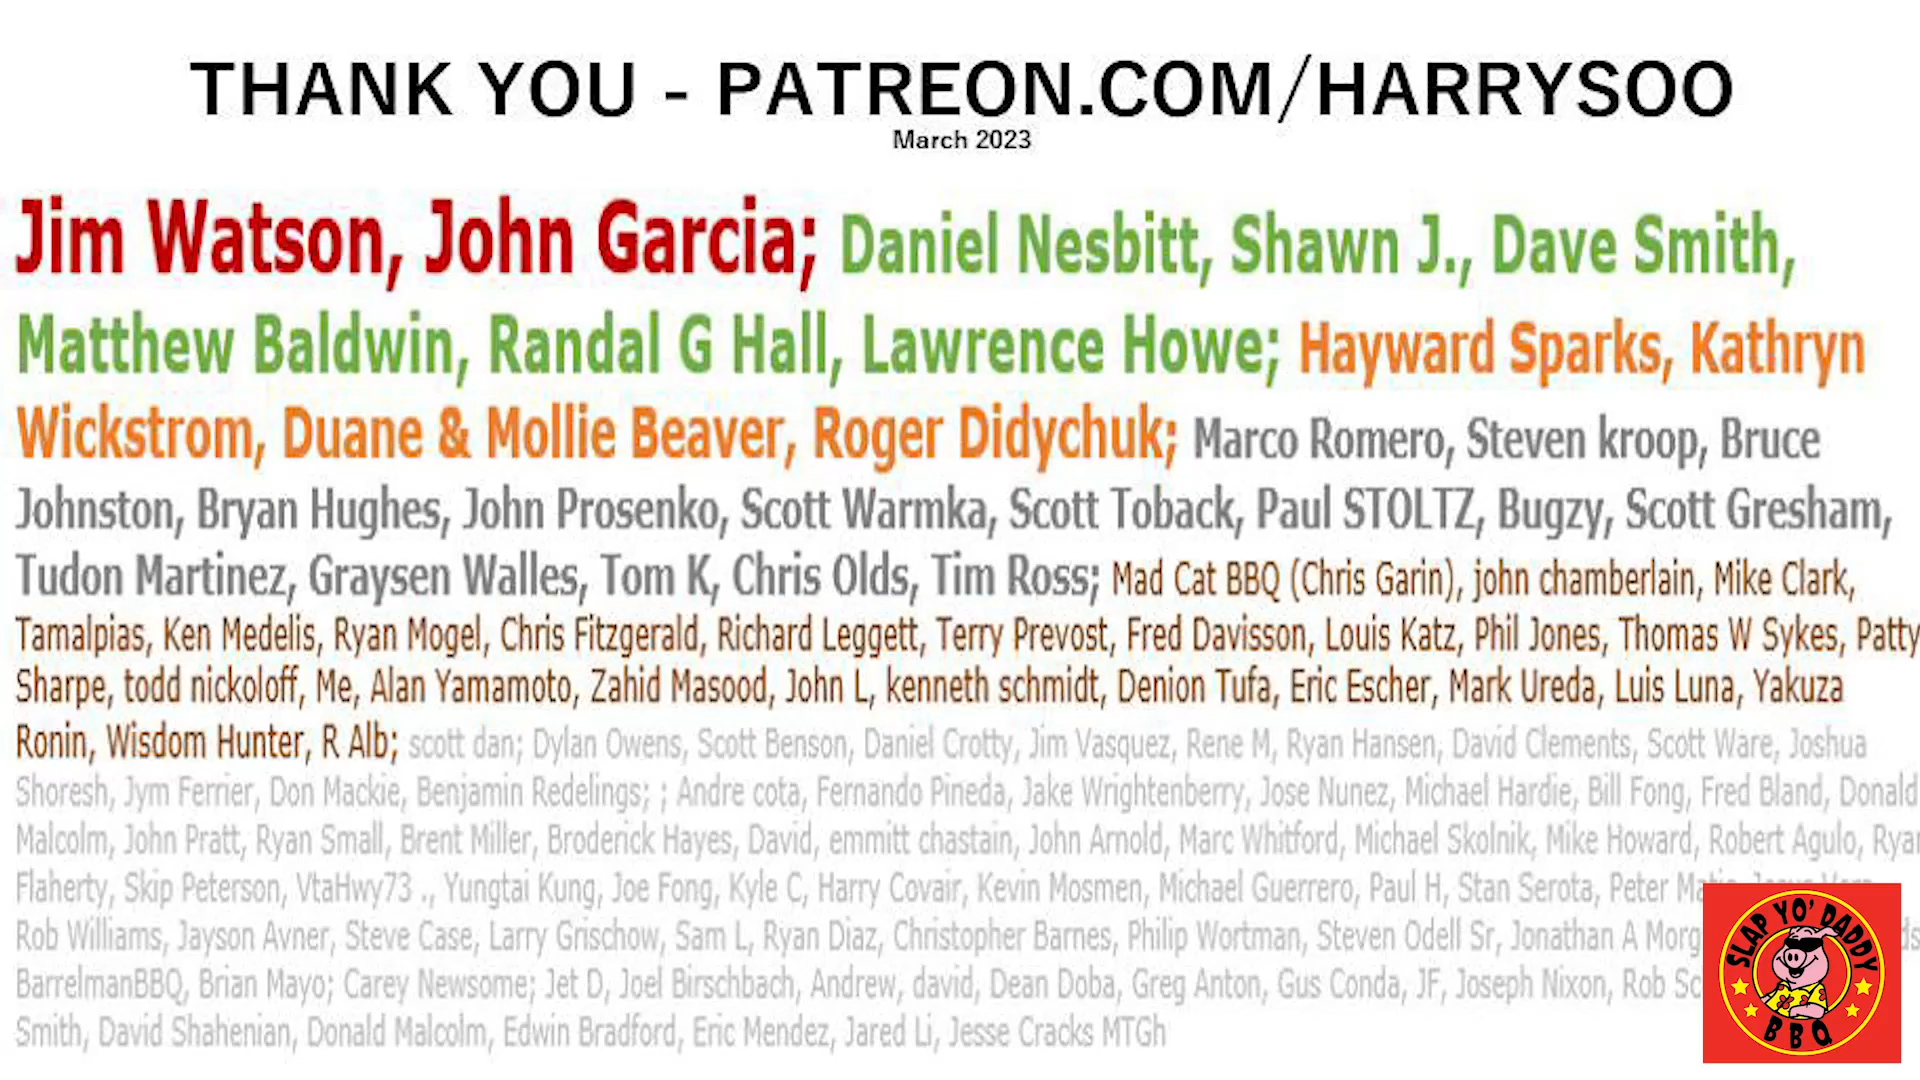 THANK YOU - PATREON.COM/HARRYSOO
March 2023
Jim Watson, John Garcia; Daniel Nesbitt, Shawn J., Dave Smith,
Matthew Baldwin, Randal G Hall, Lawrence Howe; Hayward Sparks, Kathryn
Wickstrom, Duane & Mollie Beaver, Roger Didychuk; Marco Romero, Steven kroop, Bruce
Johnston, Bryan Hughes, John Prosenko, Scott Warmka, Scott Toback, Paul STOLTZ, Bugzy, Scott Gresham,
Tudon Martinez, Graysen Walles, Tom K, Chris Olds, Tim Ross; Mad Cat BBQ (Chris Garin), john chamberlain, Mike Clark,
Tamalpias, Ken Medelis, Ryan Mogel, Chris Fitzgerald, Richard Leggett, Terry Prevost, Fred Davisson, Louis Katz, Phil Jones, Thomas W Sykes, Patty
Sharpe, todd nickoloff, Me, Alan Yamamoto, Zahid Masood, John L, kenneth schmidt, Denion Tufa, Eric Escher, Mark Ureda, Luis Luna, Yakuza
Ronin, Wisdom Hunter, R Alb; scott dan; Dylan Owens, Scott Benson, Daniel Crotty, Jim Vasquez, Rene M, Ryan Hansen, David Clements, Scott Ware, Joshua
Shoresh, Jym Ferrier, Don Mackie, Benjamin Redelings; ; Andre cota, Fernando Pineda, Jake Wrightenberry, Jose Nunez, Michael Hardie, Bill Fong, Fred Bland, Donald
Malcolm, John Pratt, Ryan Small, Brent Miller, Broderick Hayes, David, emmitt chastain, John Arnold, Marc Whitford, Michael Skolnik, Mike Howard, Robert Agulo, Ryan
Flaherty, Skip Peterson, VtaHwy73 ., Yungtai Kung, Joe Fong, Kyle C, Harry Covair, Kevin Mosmen, Michael Guerrero, Paul H, Stan Serota, Peter
Rob Williams, Jayson Avner, Steve Case, Larry Grischow, Sam L, Ryan Diaz, Christopher Barnes, Philip Wortman, Steven Odell Sr, Jonathan A
BarrelmanBBQ, Brian Mayo; Carey Newsome; Jet D, Joel Birschbach, Andrew, david, Dean Doba, Greg Anton, Gus Conda, JF, Joseph Nixon, Rob
Smith, David Shahenian, Donald Malcolm, Edwin Bradford, Eric Mendez, Jared Li, Jesse Cracks MTGh
SLAP YO' DADDY
BBQ